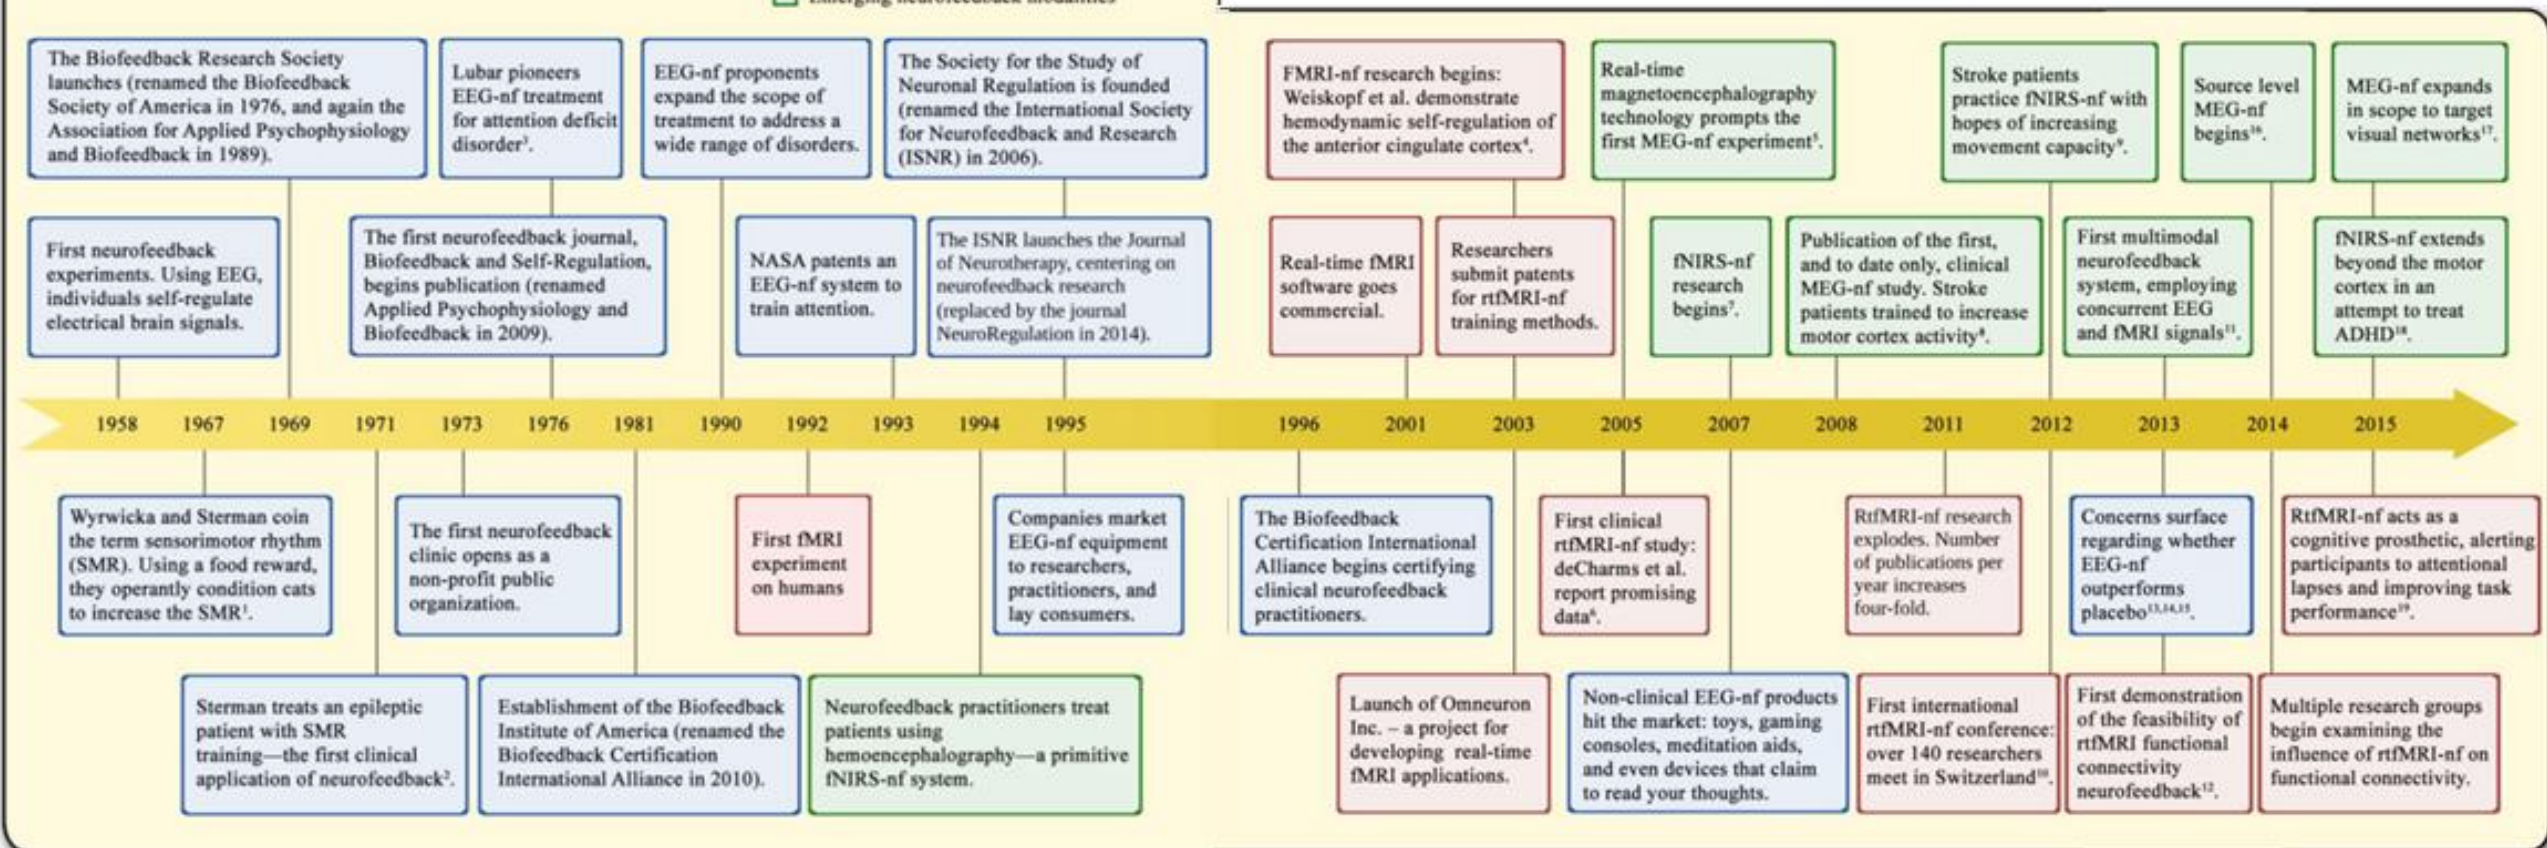 Emerging neurofeedback modalities
The Biofeedback Research Society
launches (renamed the Biofeedback
Society of America in 1976, and again the
Association for Applied Psychophysiology
and Biofeedback in 1989).
Lubar pioneers
EEG-nf treatment
for attention deficit
disorder³.
EEG-nf proponents
expand the scope of
treatment to address a
wide range of disorders.
The Society for the Study of
Neuronal Regulation is founded
(renamed the International Society
for Neurofeedback and Research
(ISNR) in 2006).
FMRI-nf research begins:
Weiskopf et al. demonstrate
hemodynamic self-regulation of
the anterior cingulate cortex⁴.
Real-time
magnetoencephalography
technology prompts the
first MEG-nf experiment⁵.
Stroke patients
practice fNIRS-nf with
hopes of increasing
movement capacity⁹.
Source level
MEG-nf
begins¹⁶.
MEG-nf expands
in scope to target
visual networks¹⁷.
First neurofeedback
experiments. Using EEG,
individuals self-regulate
electrical brain signals.
The first neurofeedback journal,
Biofeedback and Self-Regulation,
begins publication (renamed
Applied Psychophysiology and
Biofeedback in 2009).
NASA patents an
EEG-nf system to
train attention.
The ISNR launches the Journal
of Neurotherapy, centering on
neurofeedback research
(replaced by the journal
NeuroRegulation in 2014).
Real-time fMRI
software goes
commercial.
Researchers
submit patents
for rtfMRI-nf
training methods.
fNIRS-nf
research
begins⁷.
Publication of the first,
and to date only, clinical
MEG-nf study. Stroke
patients trained to increase
motor cortex activity⁸.
First multimodal
neurofeedback
system, employing
concurrent EEG
and fMRI signals¹¹.
fNIRS-nf extends
beyond the motor
cortex in an
attempt to treat
ADHD¹⁸.
1958 1967 1969 1971 1973 1976 1981 1990 1992 1993 1994 1995 1996 2001 2003 2005 2007 2008 2011 2012 2013 2014 2015
Wyrwicka and Sterman coin
the term sensorimotor rhythm
(SMR). Using a food reward,
they operantly condition cats
to increase the SMR¹.
The first neurofeedback
clinic opens as a
non-profit public
organization.
First fMRI
experiment
on humans
Companies market
EEG-nf equipment
to researchers,
practitioners, and
lay consumers.
The Biofeedback
Certification International
Alliance begins certifying
clinical neurofeedback
practitioners.
First clinical
rtfMRI-nf study:
deCharms et al.
report promising
data⁶.
RtfMRI-nf research
explodes. Number
of publications per
year increases
four-fold.
Concerns surface
regarding whether
EEG-nf
outperforms
placebo¹³,¹⁴,¹⁵.
RtfMRI-nf acts as a
cognitive prosthetic, alerting
participants to attentional
lapses and improving task
performance¹⁹.
Sterman treats an epileptic
patient with SMR
training—the first clinical
application of neurofeedback².
Establishment of the Biofeedback
Institute of America (renamed the
Biofeedback Certification
International Alliance in 2010).
Neurofeedback practitioners treat
patients using
hemoencephalography—a primitive
fNIRS-nf system.
Launch of Omneuron
Inc. – a project for
developing real-time
fMRI applications.
Non-clinical EEG-nf products
hit the market: toys, gaming
consoles, meditation aids,
and even devices that claim
to read your thoughts.
First international
rtfMRI-nf conference:
over 140 researchers
meet in Switzerland¹⁰.
First demonstration
of the feasibility of
rtfMRI functional
connectivity
neurofeedback¹².
Multiple research groups
begin examining the
influence of rtfMRI-nf on
functional connectivity.